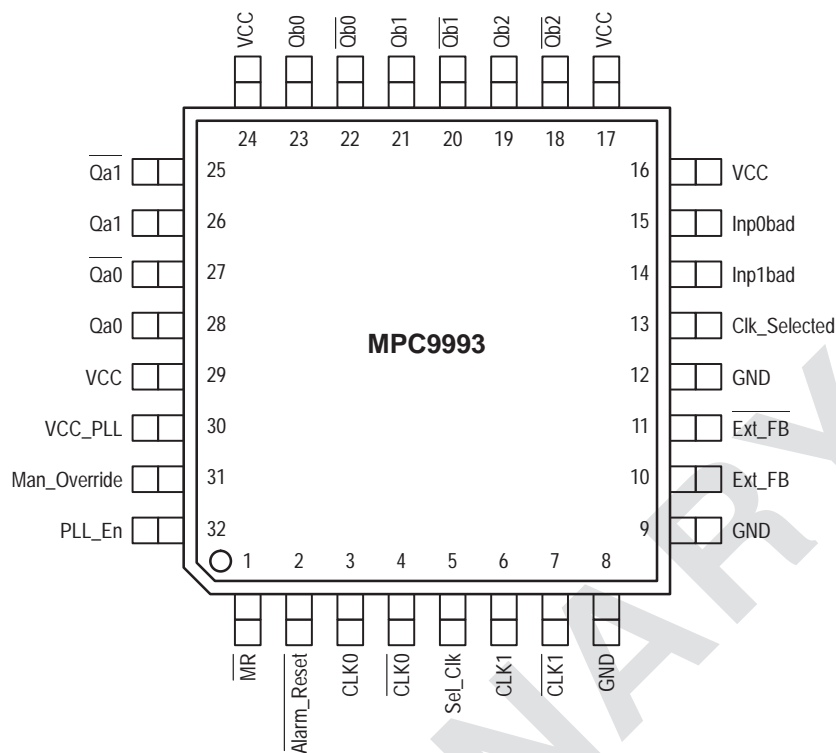 VCC
Qb0
Qb0
Qb1
Qb1
Qb2
Qb2
VCC
24 23 22 21 20 19 18 17
Qa1 25 16 VCC
Qa1 26 15 Inp0bad
Qa0 27 14 Inp1bad
Qa0 28 13 Clk_Selected
MPC9993
VCC 29 12 GND
VCC_PLL 30 11 Ext_FB
Man_Override 31 10 Ext_FB
PLL_En 32 9 GND
1 2 3 4 5 6 7 8
MR
Alarm_Reset
CLK0
CLK0
Sel_Clk
CLK1
CLK1
GND
NARY